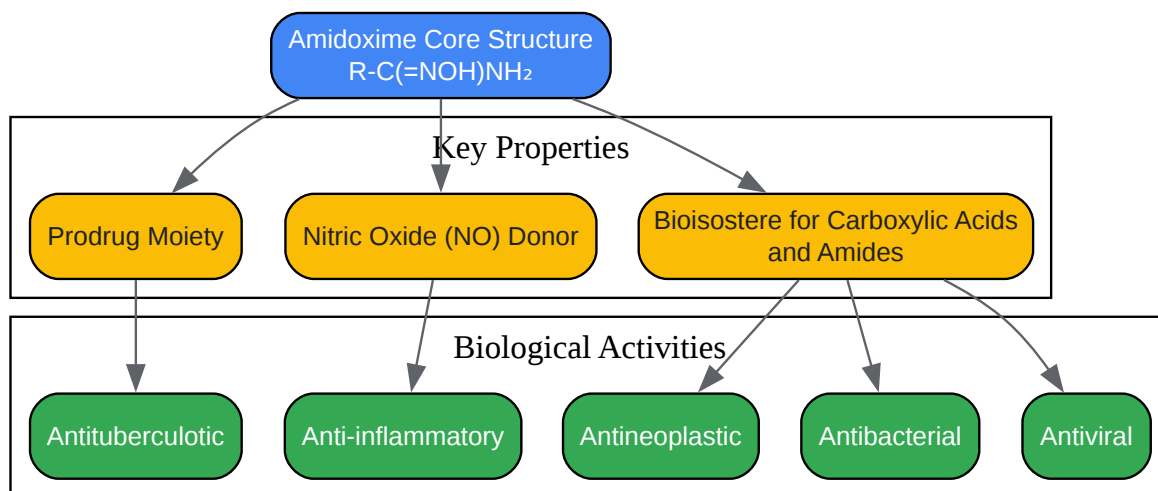 Amidoxime Core Structure
R-C(=NOH)NH₂
Key Properties
Prodrug Moiety
Nitric Oxide (NO) Donor
Bioisostere for Carboxylic Acids
and Amides
Biological Activities
Antituberculotic
Anti-inflammatory
Antineoplastic
Antibacterial
Antiviral